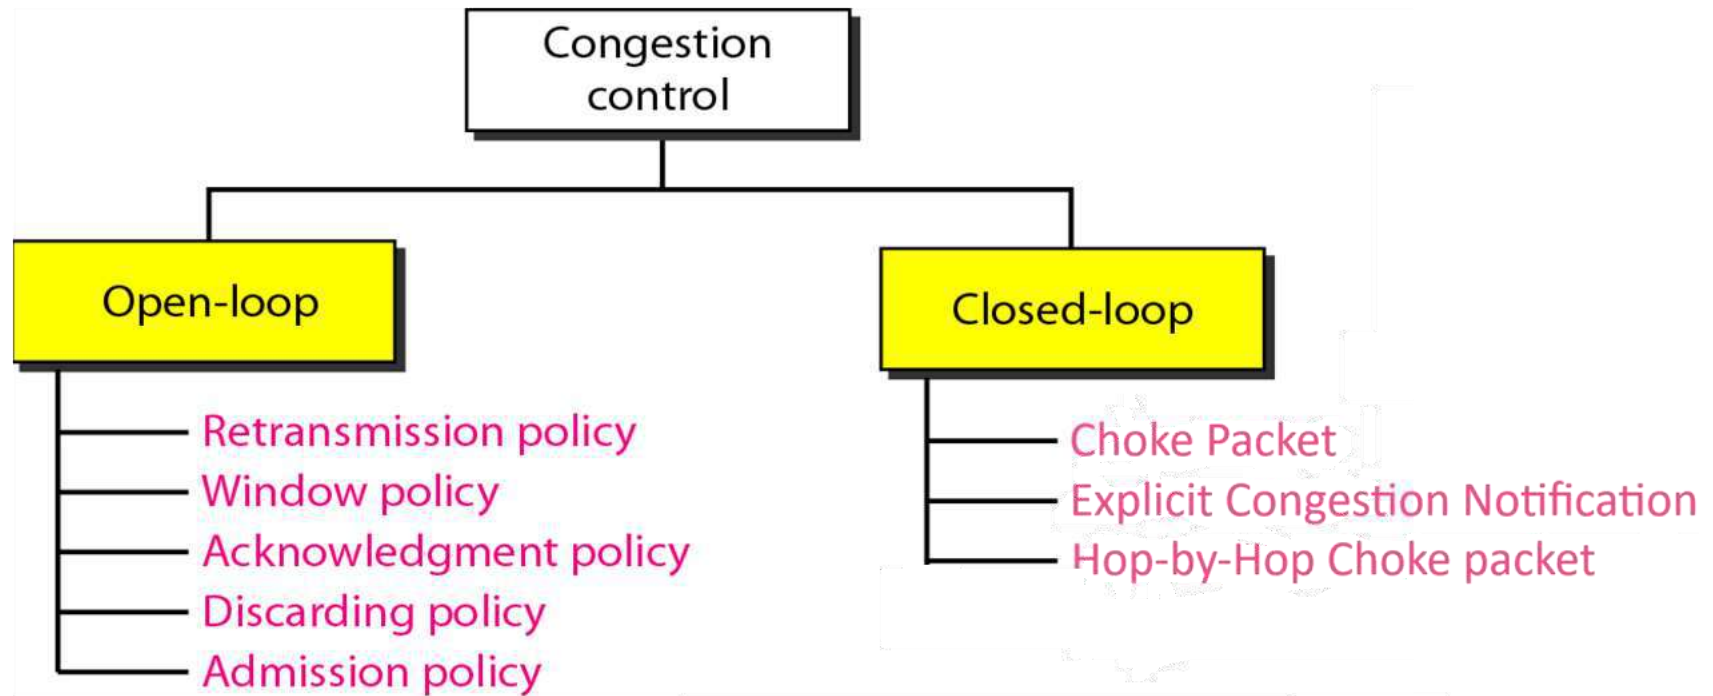 Congestion
control
Open-loop
Closed-loop
Retransmission policy
Window policy
Acknowledgment policy
Discarding policy
Admission policy
Choke Packet
Explicit Congestion Notification
Hop-by-Hop Choke packet